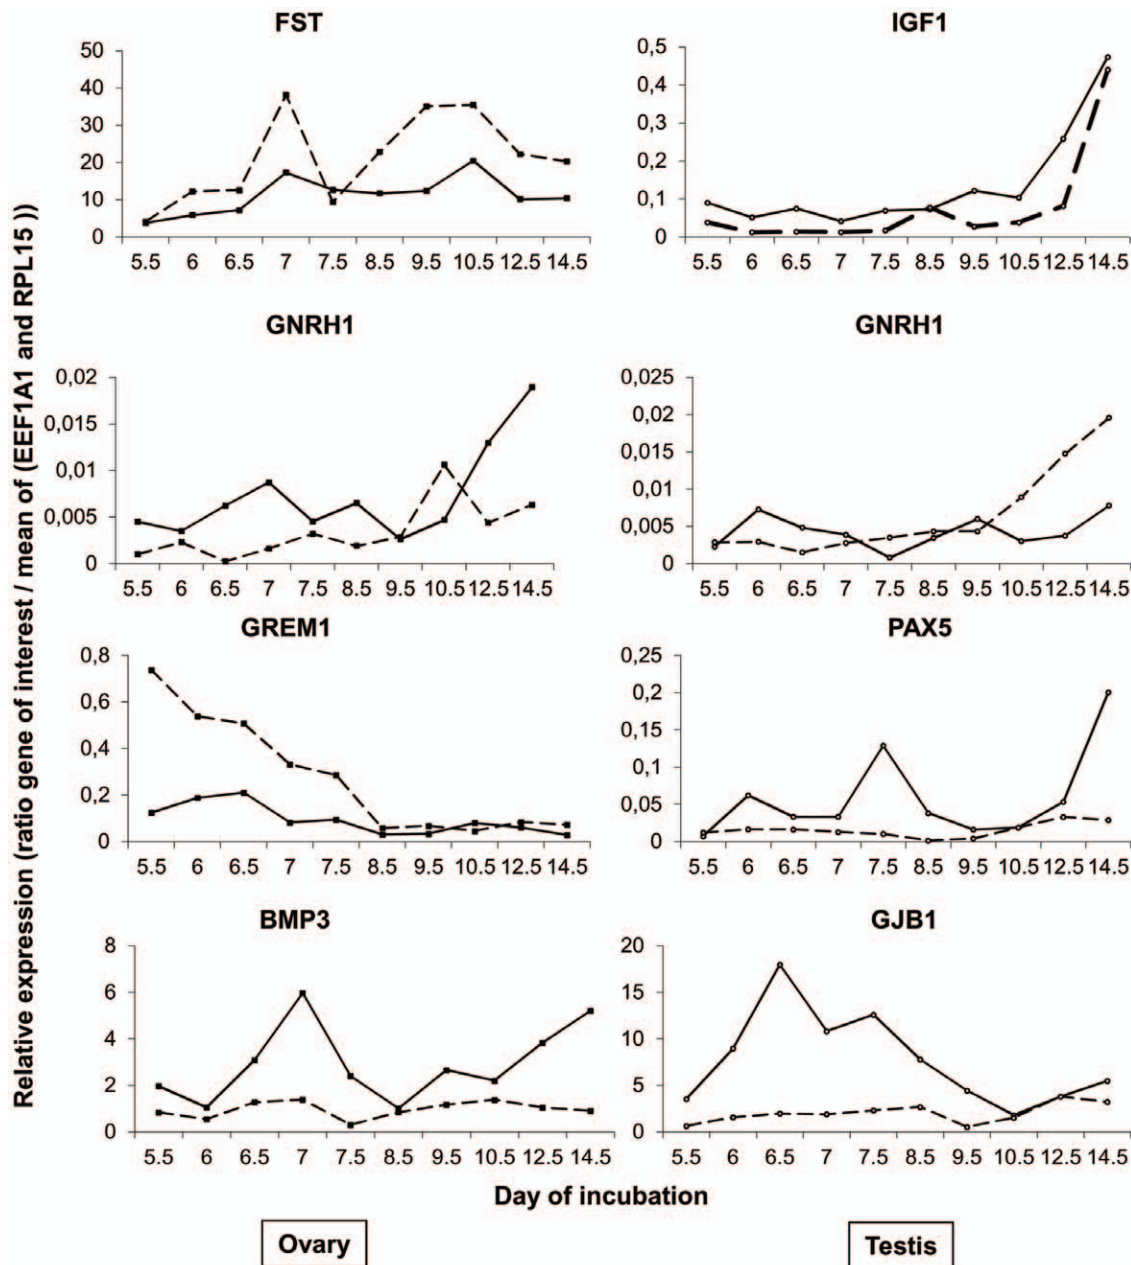 FST
50
40
30
20
10
0
5.5 6 6.5 7 7.5 8.5 9.5 10.5 12.5 14.5
IGF1
0,5
0,4
0,3
0,2
0,1
0
5.5 6 6.5 7 7.5 8.5 9.5 10.5 12.5 14.5
GNRH1
0,02
0,015
0,01
0,005
0
5.5 6 6.5 7 7.5 8.5 9.5 10.5 12.5 14.5
GNRH1
0,025
0,02
0,015
0,01
0,005
0
5.5 6 6.5 7 7.5 8.5 9.5 10.5 12.5 14.5
GREM1
0,8
0,6
0,4
0,2
0
5.5 6 6.5 7 7.5 8.5 9.5 10.5 12.5 14.5
PAX5
0,25
0,2
0,15
0,1
0,05
0
5.5 6 6.5 7 7.5 8.5 9.5 10.5 12.5 14.5
BMP3
8
6
4
2
0
5.5 6 6.5 7 7.5 8.5 9.5 10.5 12.5 14.5
GJB1
20
15
10
5
0
5.5 6 6.5 7 7.5 8.5 9.5 10.5 12.5 14.5
Relative expression (ratio gene of interest / mean of (EEF1A1 and RPL15 ))
Day of incubation
Ovary
Testis